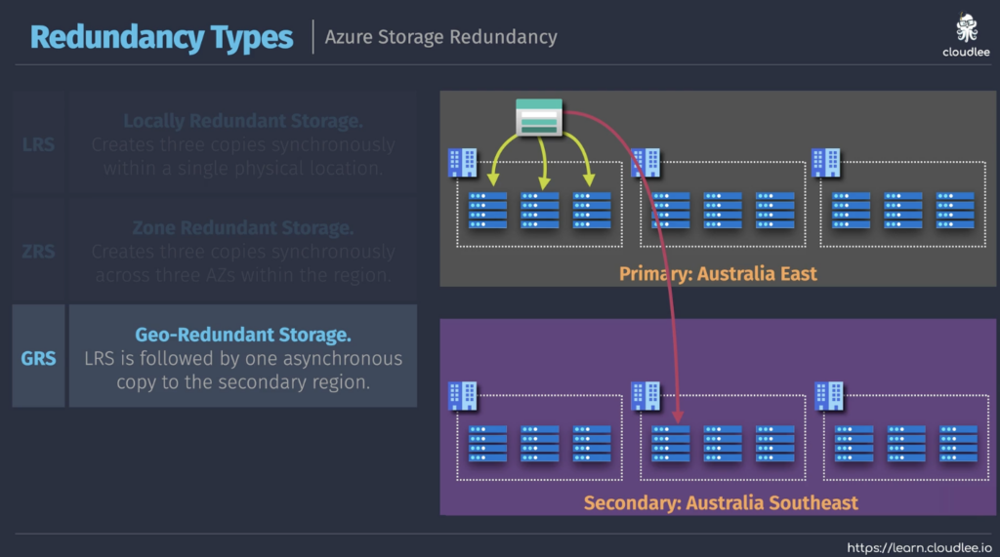 Redundancy Types
Azure Storage Redundancy
cloudlee
LRS
Locally Redundant Storage.
Creates three copies synchronously
within a single physical location.
ZRS
Zone Redundant Storage.
Creates three copies synchronously
across three AZs within the region.
GRS
Geo-Redundant Storage.
LRS is followed by one asynchronous
copy to the secondary region.
Primary: Australia East
Secondary: Australia Southeast
https://learn.cloudlee.io